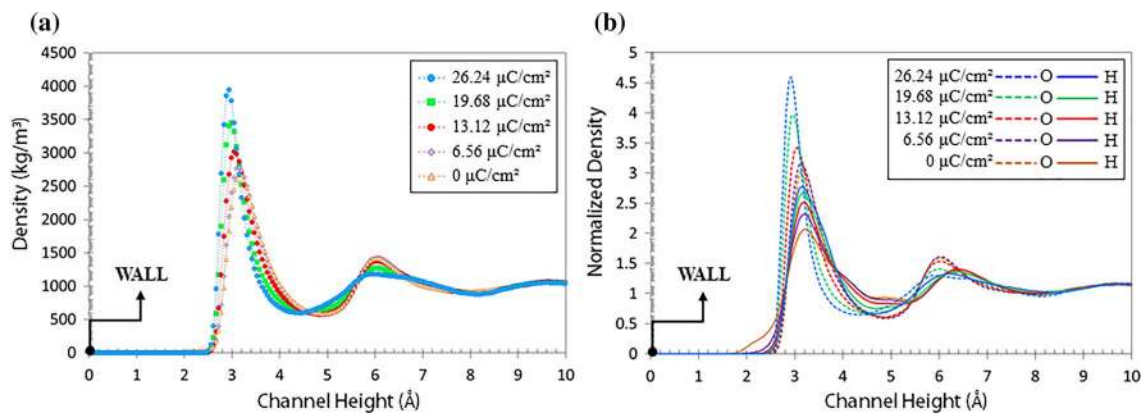 (a)
Density (kg/m³)
4500
4000
3500
3000
2500
2000
1500
1000
500
0
26.24 µC/cm²
19.68 µC/cm²
13.12 µC/cm²
6.56 µC/cm²
0 µC/cm²
WALL
0 1 2 3 4 5 6 7 8 9 10
Channel Height (Å)
(b)
Normalized Density
5
4.5
4
3.5
3
2.5
2
1.5
1
0.5
0
26.24 µC/cm² O H
19.68 µC/cm² O H
13.12 µC/cm² O H
6.56 µC/cm² O H
0 µC/cm² O H
WALL
0 1 2 3 4 5 6 7 8 9 10
Channel Height (Å)